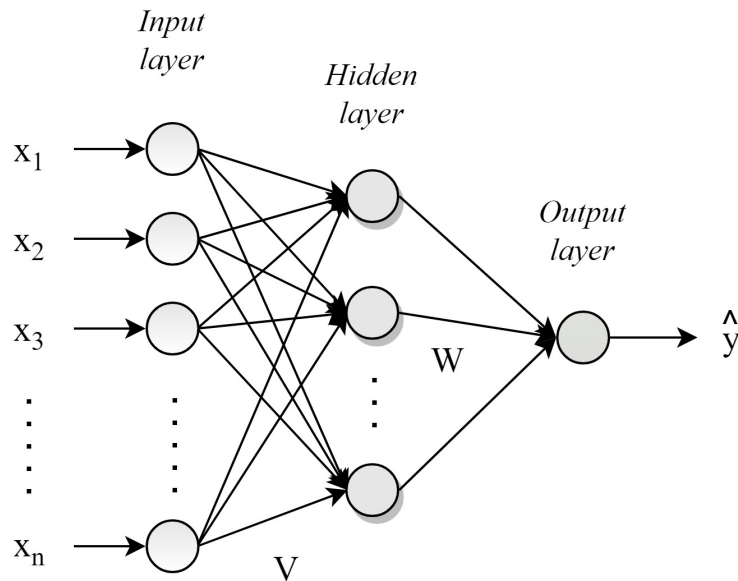 Input
layer
Hidden
layer
Output
layer
x₁
x₂
x₃
xₙ
V
W
ŷ